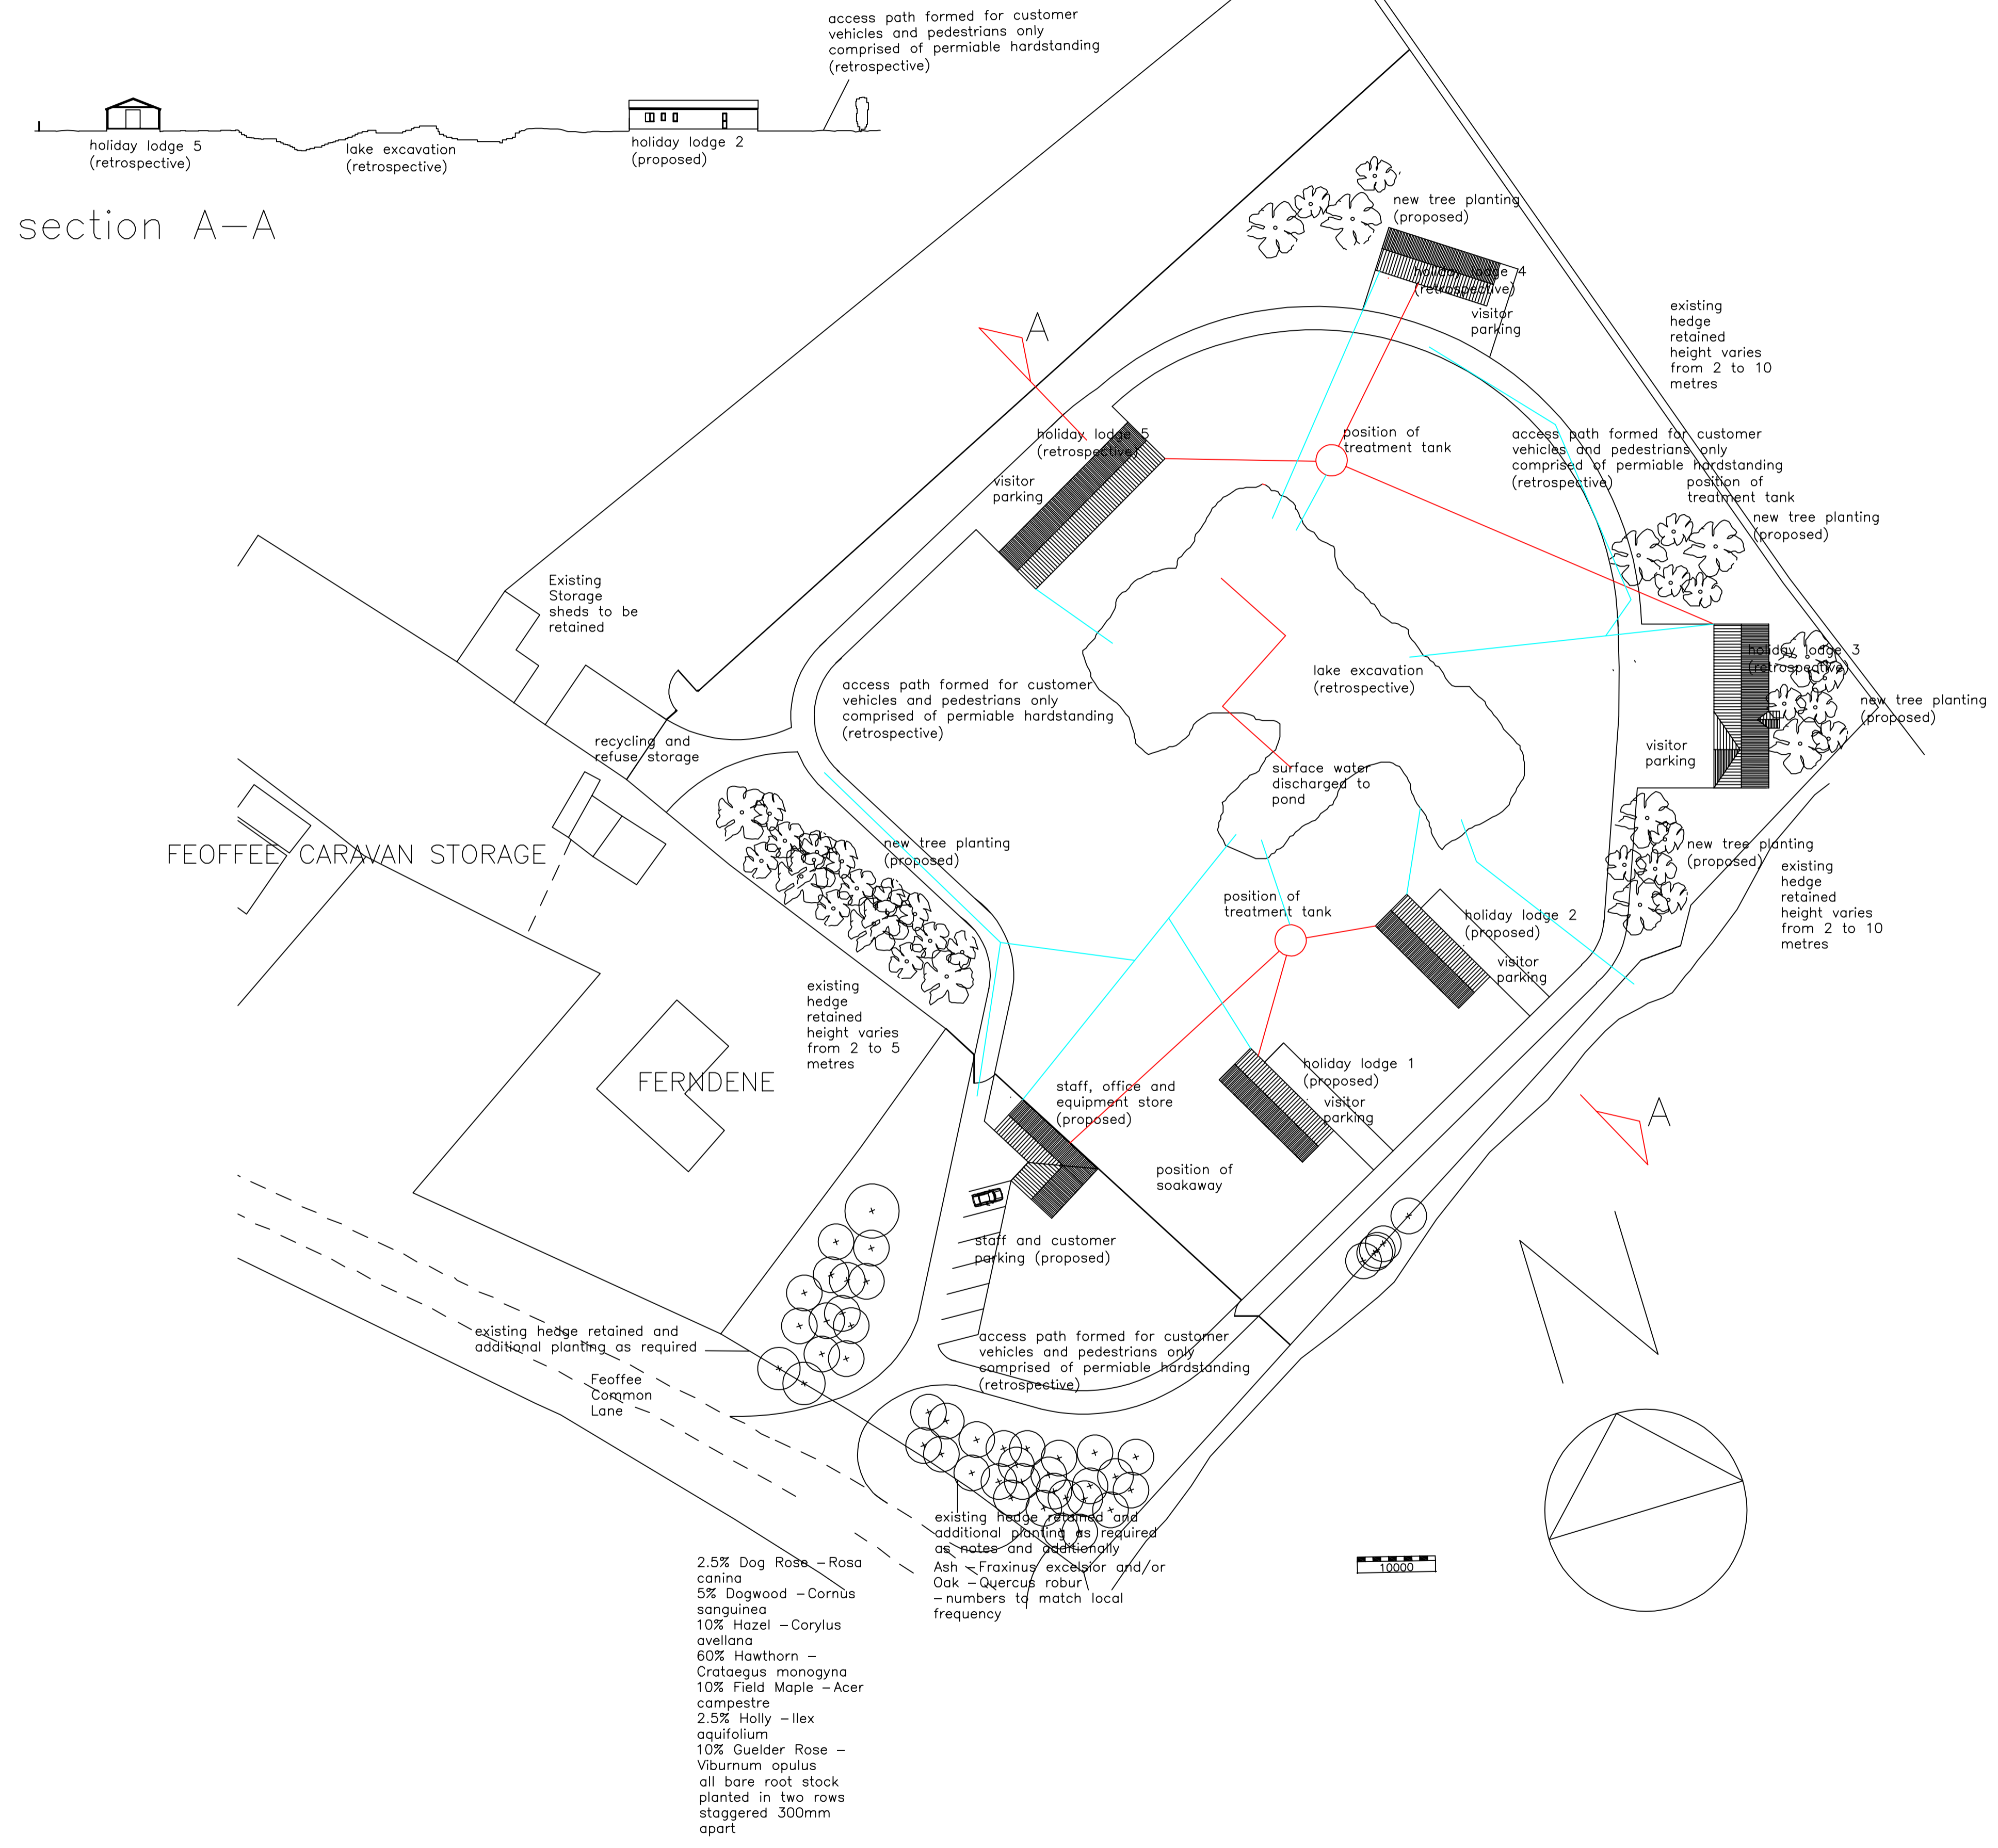 access path formed for customer
vehicles and pedestrians only
comprised of permiable hardstanding
(retrospective)
holiday lodge 5
(retrospective)
lake excavation
(retrospective)
holiday lodge 2
(proposed)
section A-A
new tree planting
(proposed)
holiday lodge 4
(retrospective)
visitor
parking
existing
hedge
retained
height varies
from 2 to 10
metres
A
holiday lodge 5
(retrospective)
visitor
parking
position of
treatment tank
access path formed for customer
vehicles and pedestrians only
comprised of permiable hardstanding
(retrospective)
position of
treatment tank
new tree planting
(proposed)
Existing
Storage
sheds to be
retained
holiday lodge 3
(retrospective)
new tree planting
(proposed)
lake excavation
(retrospective)
access path formed for customer
vehicles and pedestrians only
comprised of permiable hardstanding
(retrospective)
recycling and
refuse storage
visitor
parking
surface water
discharged to
pond
FEOFFEE CARAVAN STORAGE
new tree planting
(proposed)
new tree planting
(proposed)
existing
hedge
retained
height varies
from 2 to 10
metres
position of
treatment tank
holiday lodge 2
(proposed)
visitor
parking
existing
hedge
retained
height varies
from 2 to 5
metres
FERNDENE
holiday lodge 1
(proposed)
visitor
parking
staff, office and
equipment store
(proposed)
A
position of
soakaway
staff and customer
parking (proposed)
existing hedge retained and
additional planting as required
access path formed for customer
vehicles and pedestrians only
comprised of permiable hardstanding
(retrospective)
Feoffee
Common
Lane
existing hedge retained and
additional planting as required
as notes and additionally
Ash -Fraxinus excelsior and/or
Oak -Quercus robur
-numbers to match local
frequency
10000
2.5% Dog Rose -Rosa
canina
5% Dogwood -Cornus
sanguinea
10% Hazel -Corylus
avellana
60% Hawthorn -
Crataegus monogyna
10% Field Maple -Acer
campestre
2.5% Holly -Ilex
aquifolium
10% Guelder Rose -
Viburnum opulus
all bare root stock
planted in two rows
staggered 300mm
apart